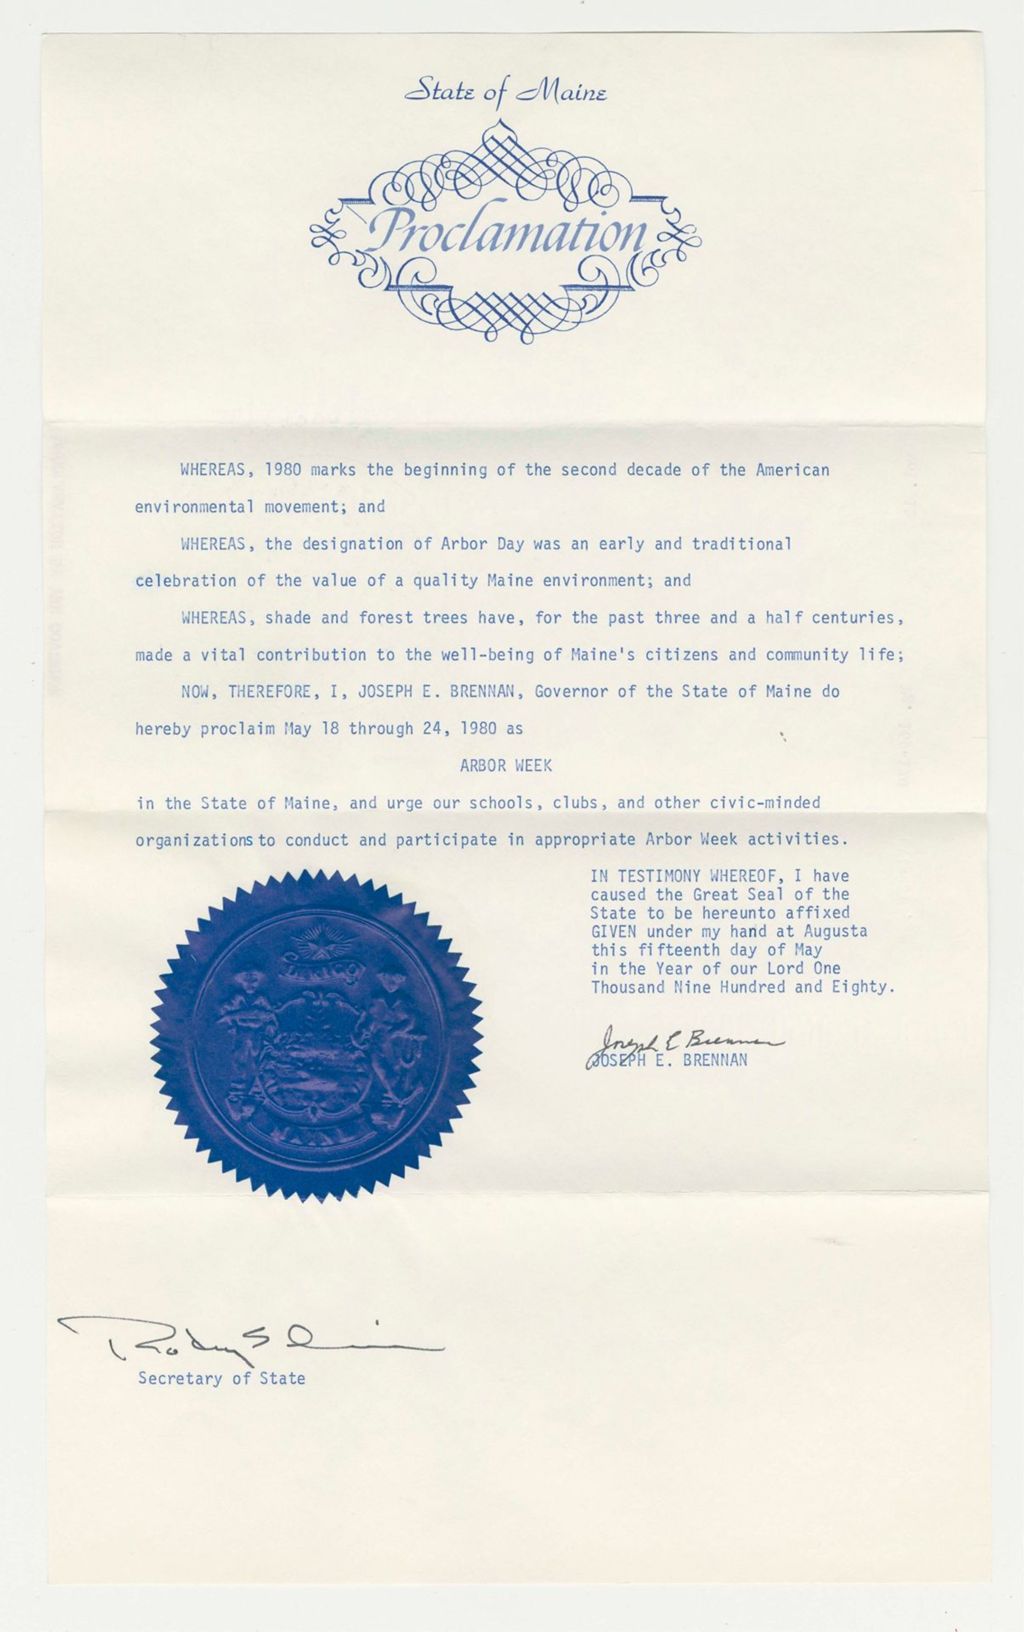 State of Maine
Proclamation
WHEREAS, 1980 marks the beginning of the second decade of the American
environmental movement; and
WHEREAS, the designation of Arbor Day was an early and traditional
celebration of the value of a quality Maine environment; and
WHEREAS, shade and forest trees have, for the past three and a half centuries,
made a vital contribution to the well-being of Maine's citizens and community life;
NOW, THEREFORE, I, JOSEPH E. BRENNAN, Governor of the State of Maine do
hereby proclaim May 18 through 24, 1980 as
ARBOR WEEK
in the State of Maine, and urge our schools, clubs, and other civic-minded
organizations to conduct and participate in appropriate Arbor Week activities.
IN TESTIMONY WHEREOF, I have
caused the Great Seal of the
State to be hereunto affixed
GIVEN under my hand at Augusta
this fifteenth day of May
in the Year of our Lord One
Thousand Nine Hundred and Eighty.
Joseph E Brennan
JOSEPH E. BRENNAN
DIRIGO
MAINE
Rodney S
Secretary of State